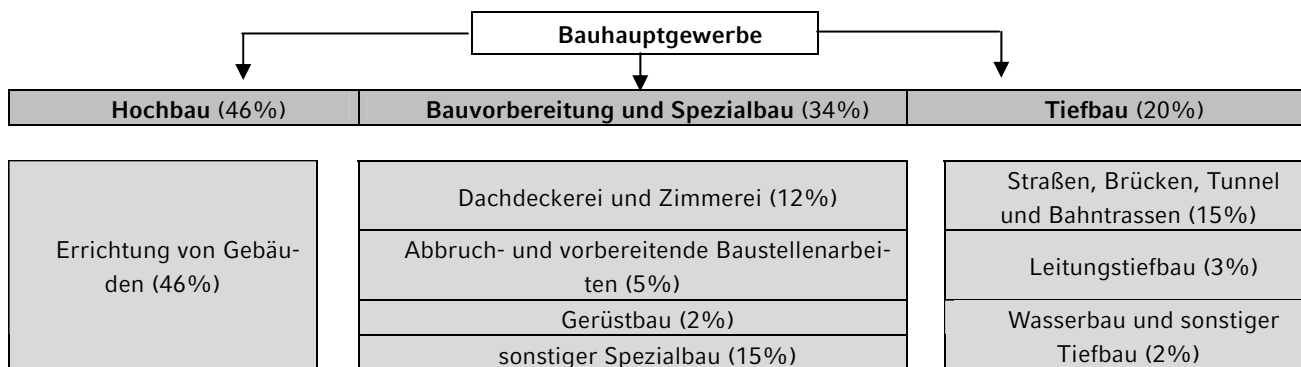 Bauhauptgewerbe
Hochbau (46%)
Bauvorbereitung und Spezialbau (34%)
Tiefbau (20%)
Errichtung von Gebäu-
den (46%)
Dachdeckerei und Zimmerei (12%)
Abbruch- und vorbereitende Baustellenarbei-
ten (5%)
Gerüstbau (2%)
sonstiger Spezialbau (15%)
Straßen, Brücken, Tunnel
und Bahntrassen (15%)
Leitungstiefbau (3%)
Wasserbau und sonstiger
Tiefbau (2%)